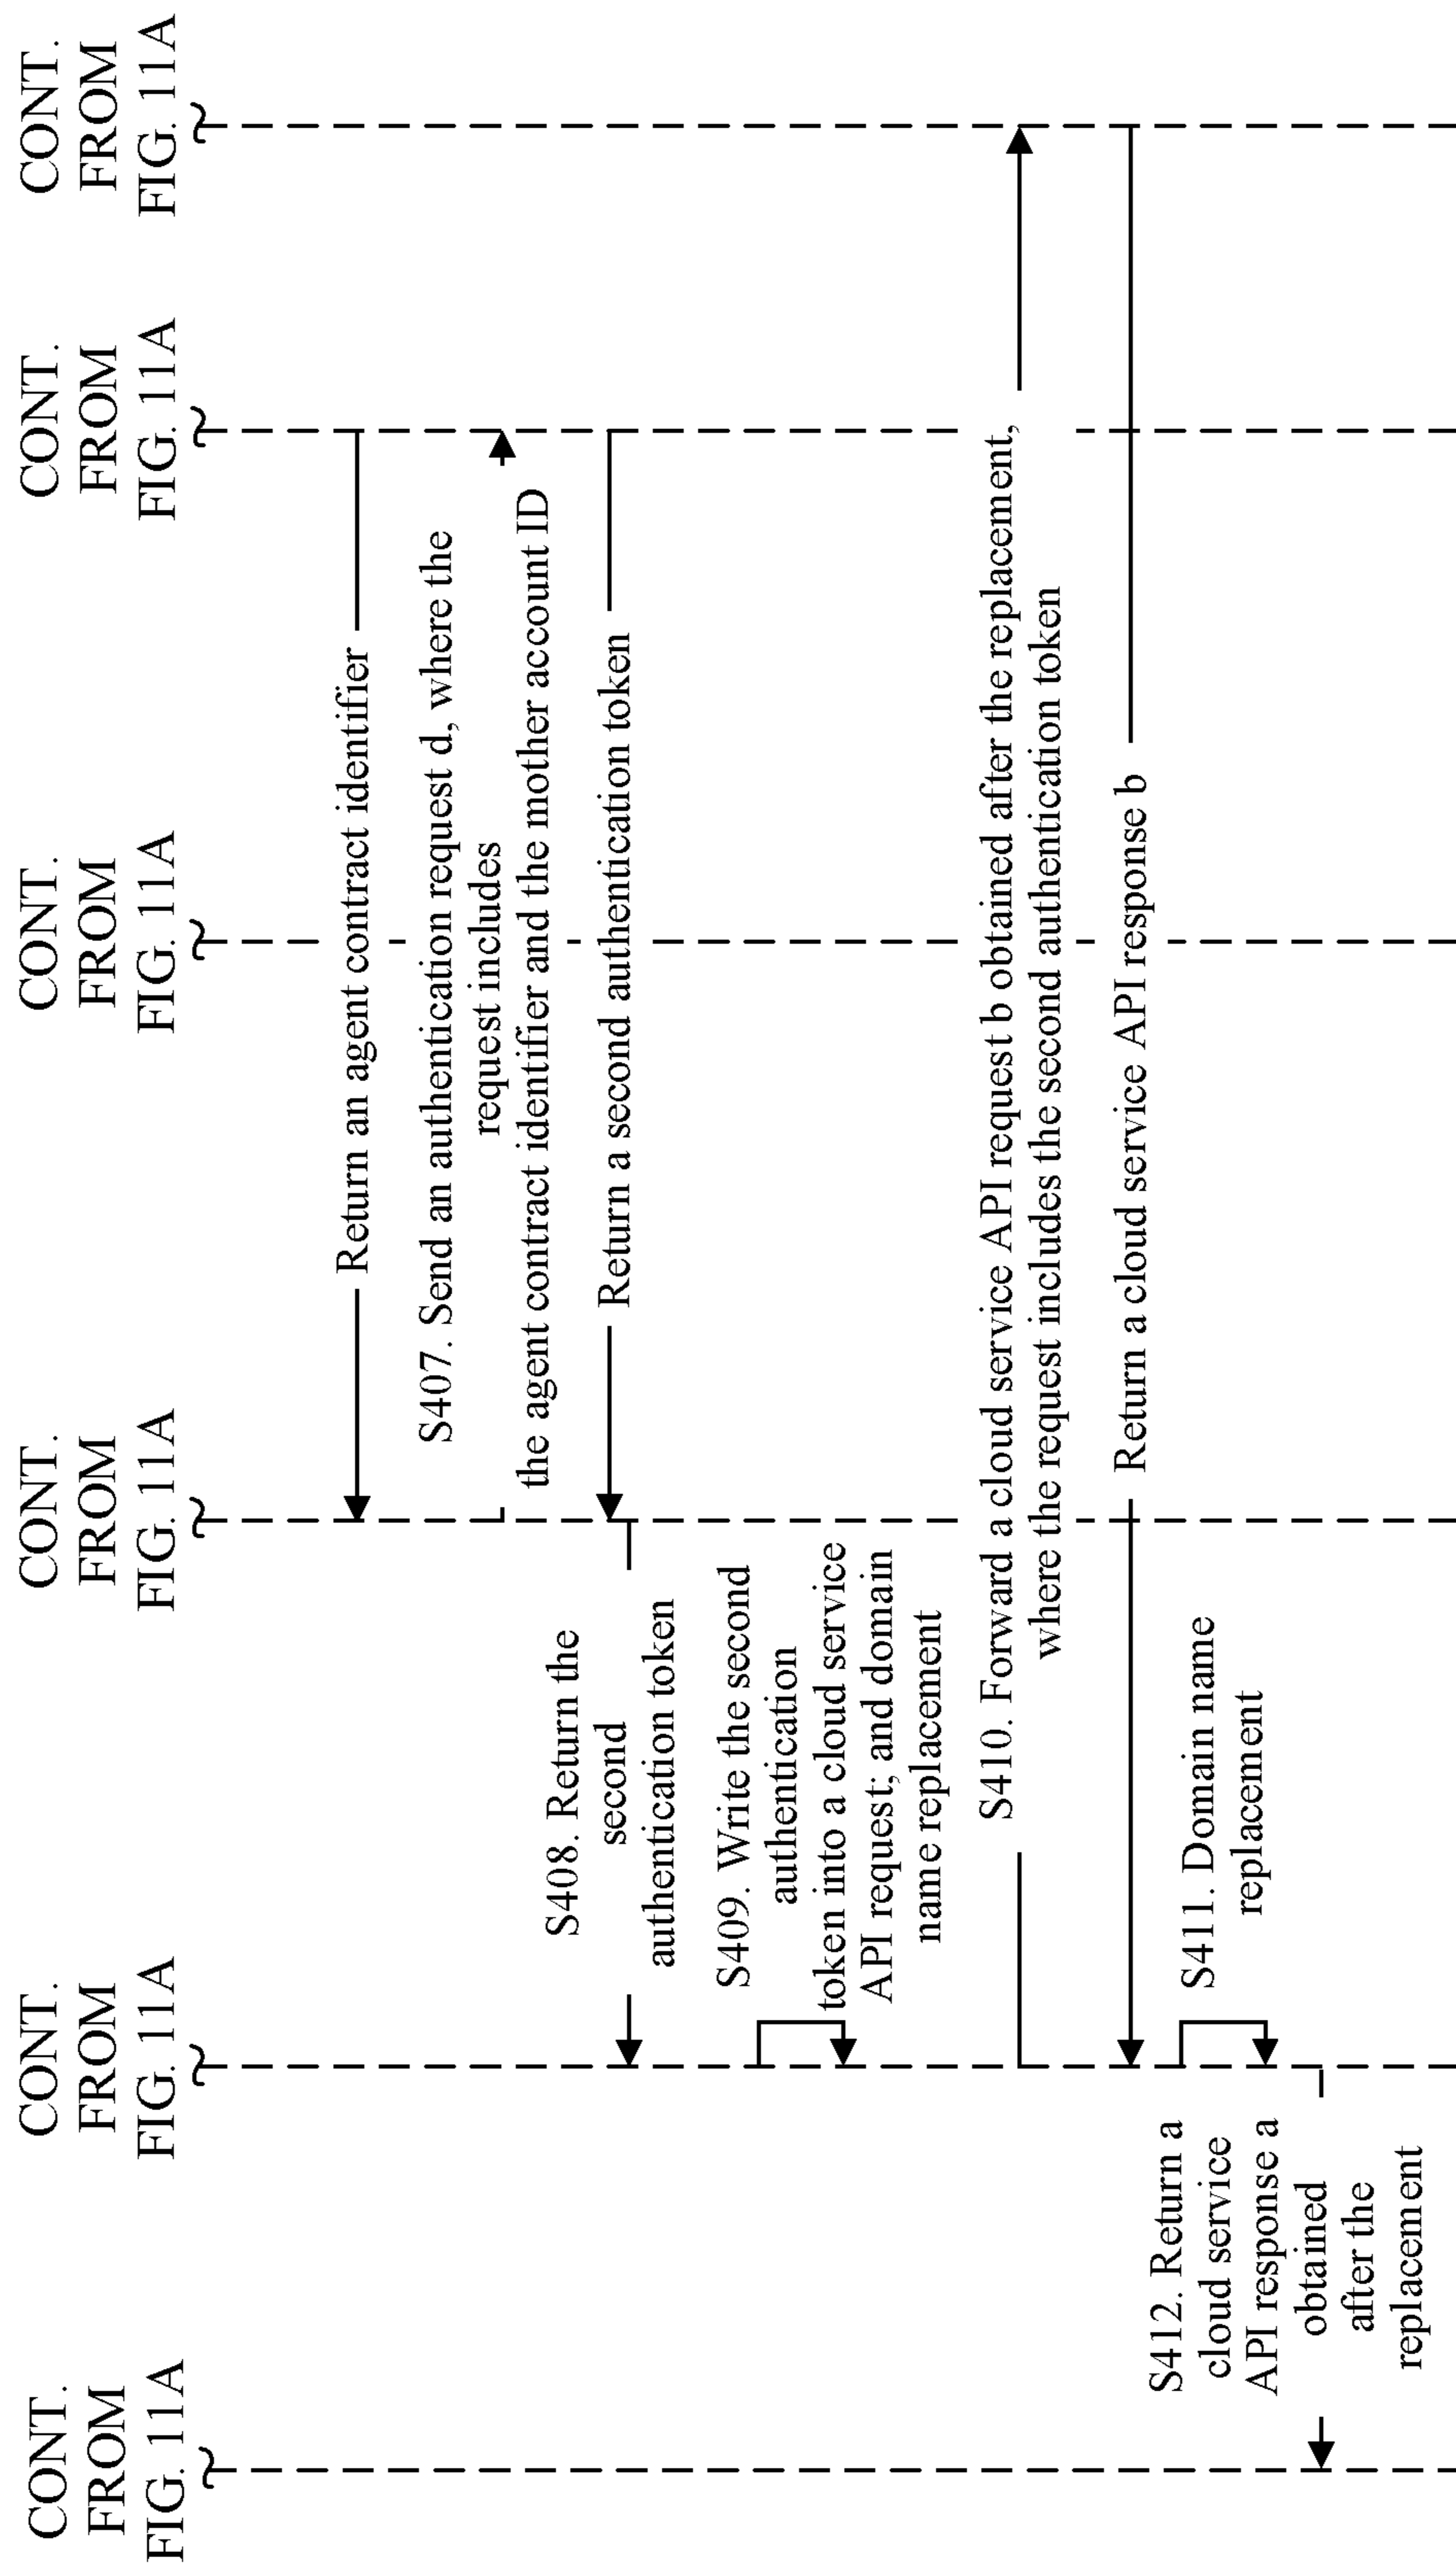 CONT.
FROM
FIG. 11A
CONT.
FROM
FIG. 11A
CONT.
FROM
FIG. 11A
CONT.
FROM
FIG. 11A
CONT.
FROM
FIG. 11A
CONT.
FROM
FIG. 11A
Return an agent contract identifier
S407. Send an authentication request d, where the
request includes
the agent contract identifier and the mother account ID
Return a second authentication token
S408. Return the
second
authentication token
S409. Write the second
authentication
token into a cloud service
API request; and domain
name replacement
S410. Forward a cloud service API request b obtained after the replacement,
where the request includes the second authentication token
Return a cloud service API response b
S411. Domain name
replacement
S412. Return a
cloud service
API response a
obtained
after the
replacement